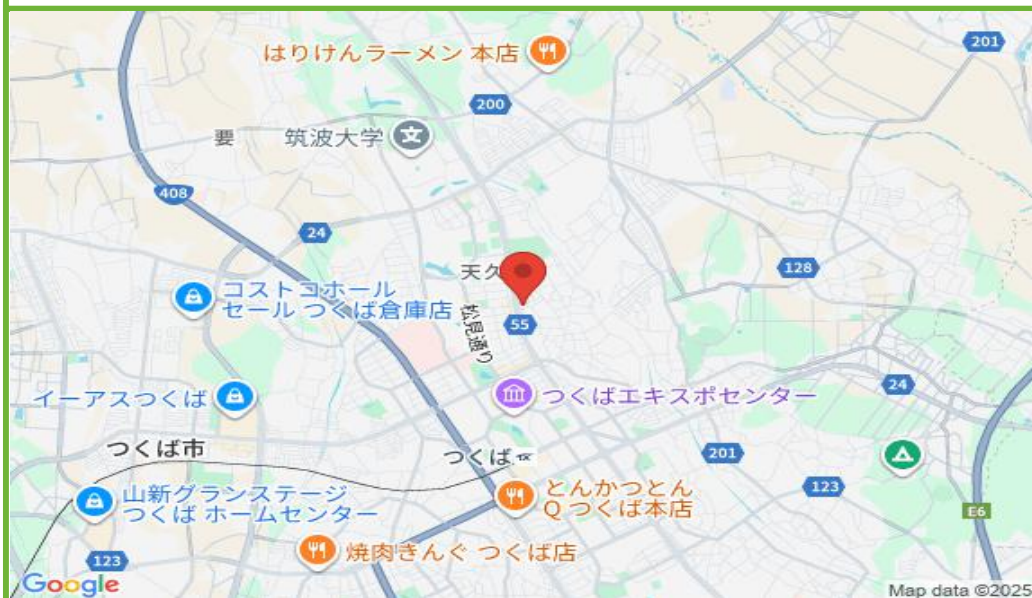 はりけんラーメン 本店
201
200
要
筑波大学
文
408
24
天久
128
コストコホール
セール つくば倉庫店
55
松見通り
イーアスつくば
つくばエキスポセンター
24
つくば市
つくば
201
山新グランステージ
つくば ホームセンター
とんかつとん
Q つくば本店
123
E6
焼肉きんぐ つくば店
123
Google
Map data ©2025